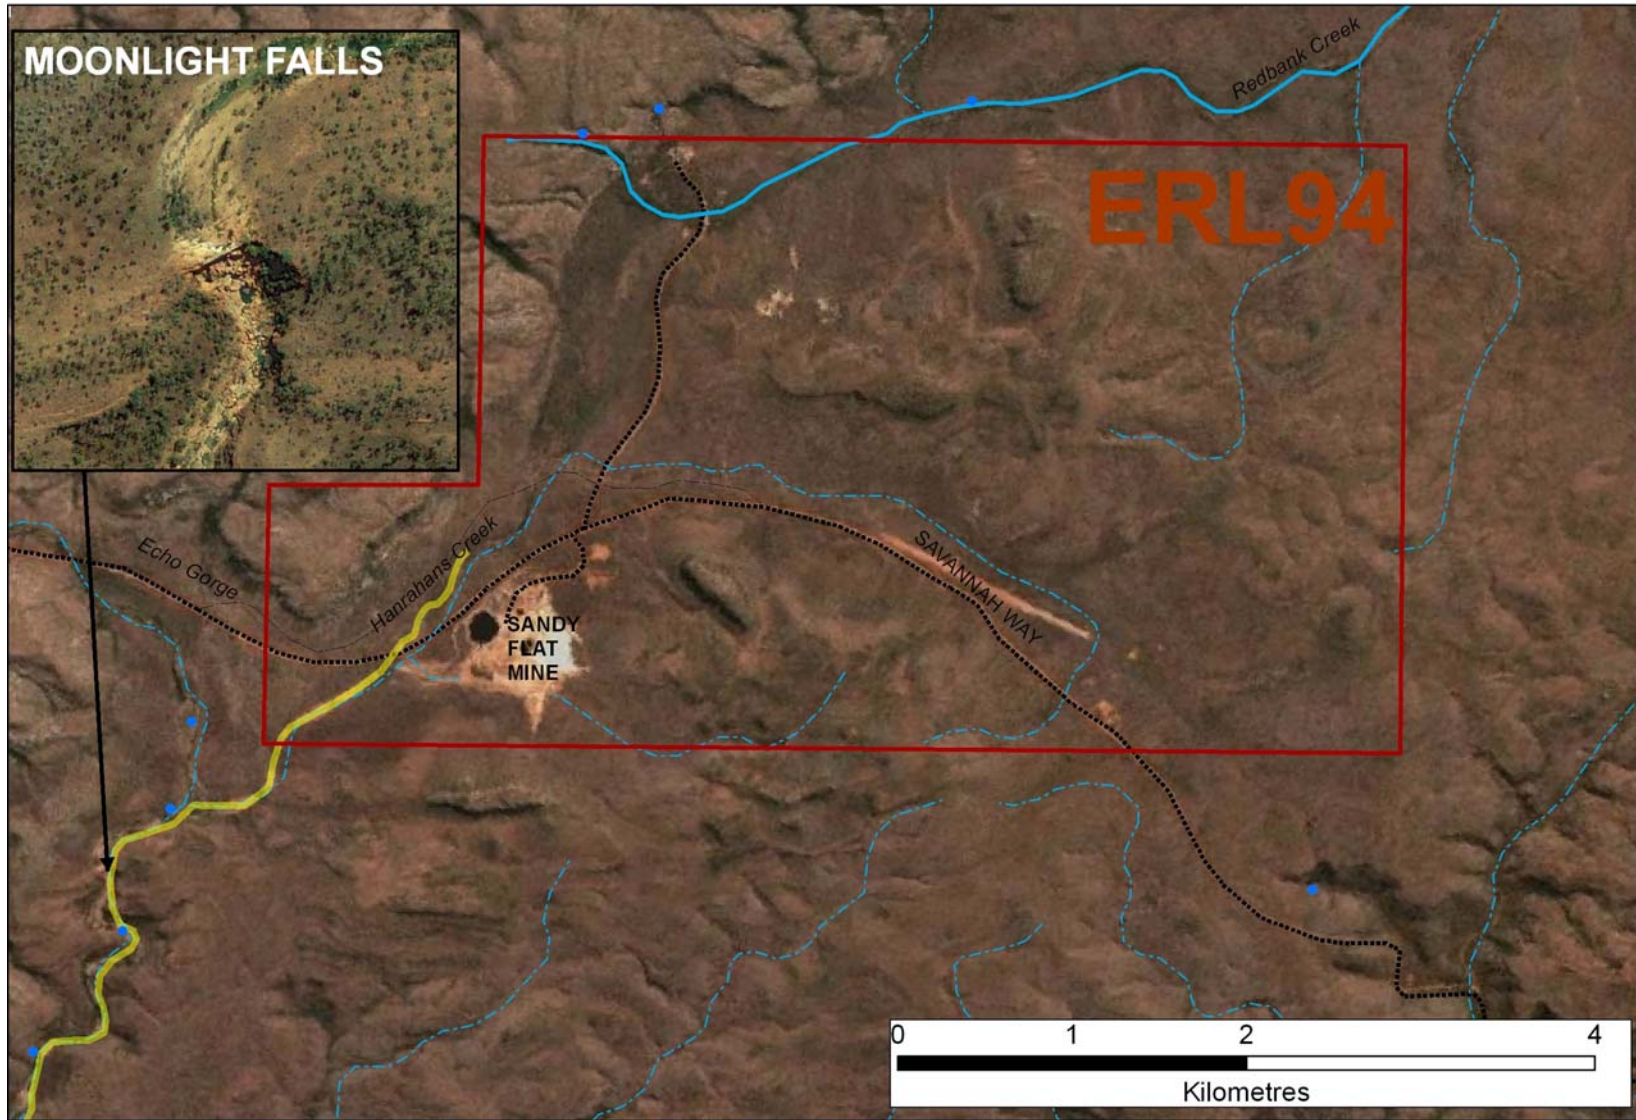 MOONLIGHT FALLS
Redbank Creek
ERL94
Echo Gorge
Hanrahans Creek
SAVANNAH WAY
SANDY
FLAT
MINE
0 1 2 4
Kilometres